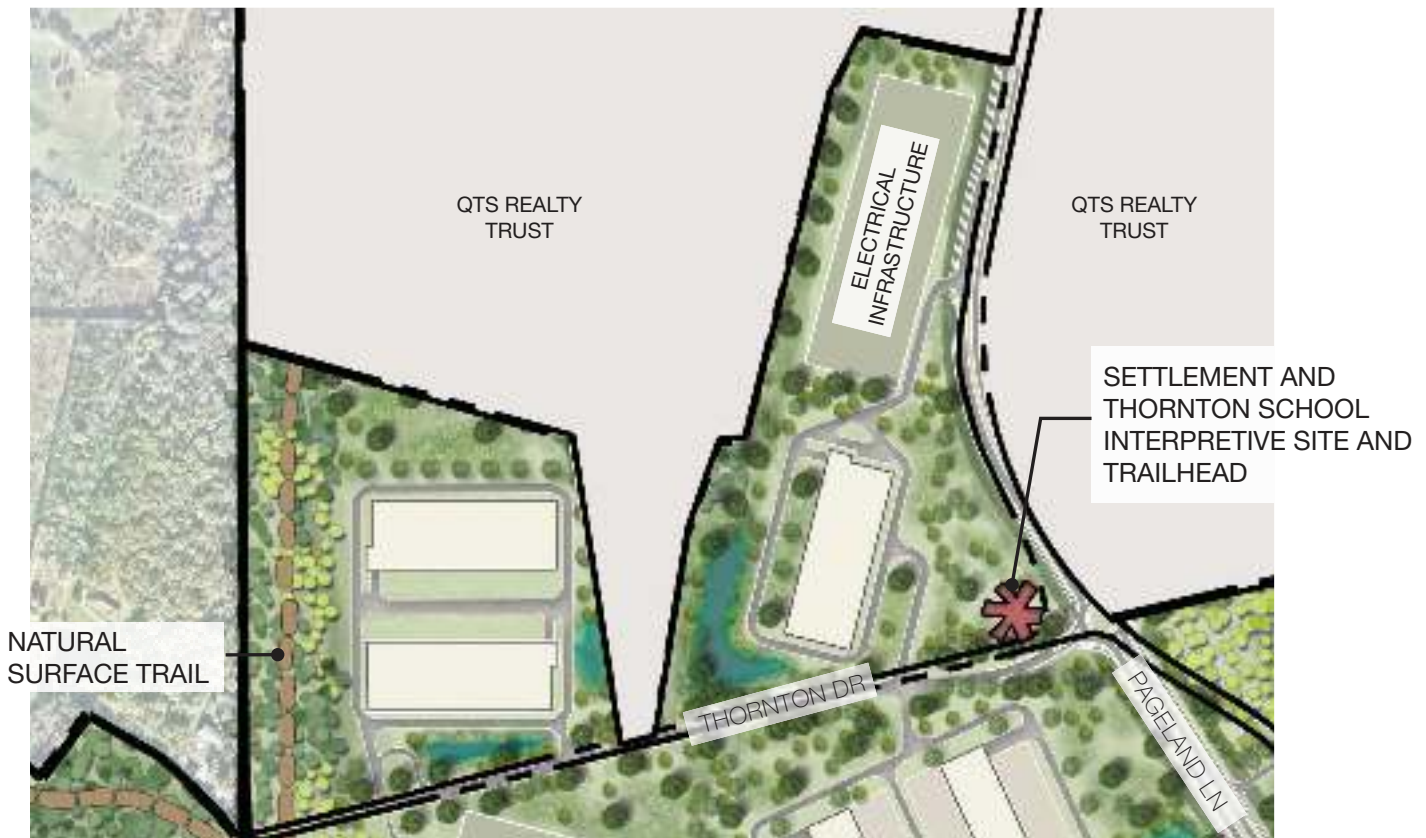 QTS REALTY
TRUST
ELECTRICAL
INFRASTRUCTURE
QTS REALTY
TRUST
SETTLEMENT AND
THORNTON SCHOOL
INTERPRETIVE SITE AND
TRAILHEAD
NATURAL
SURFACE TRAIL
THORNTON DR
PAGELAND LN